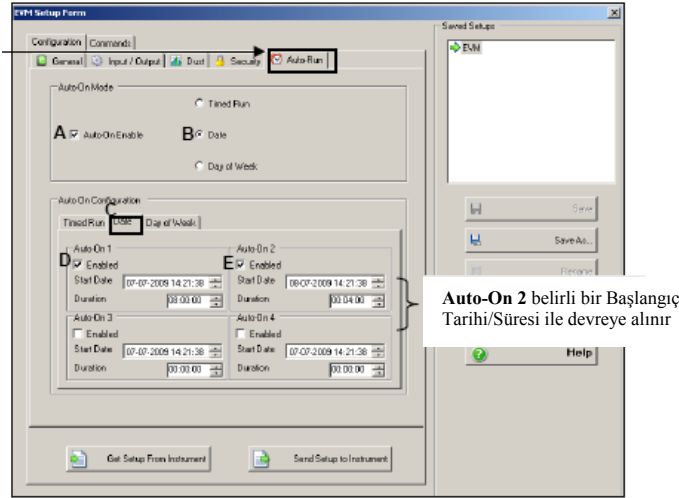 EVM Setup Form
Saved Setups
Configuration Commands
General Input / Output Dust Security Auto-Run
EVM
Auto-On Mode
Timed Run
A Auto-On Enable B Date
Day of Week
Auto On Configuration
C
Timed Run Date Day of Week
Save
Save As...
Rename
Auto-On 1 Auto-On 2
D Enabled E Enabled
Start Date 07-07-2009 14:21:38 Start Date 08-07-2009 14:21:38
Duration 08:00:00 Duration 00:04:00
Auto-On 2 belirli bir Başlangıç
Tarihi/Süresi ile devreye alınır
Auto-On 3 Auto-On 4
Enabled Enabled
Start Date 07-07-2009 14:21:38 Start Date 07-07-2009 14:21:38
Duration 00:00:00 Duration 00:00:00
Help
Get Setup From Instrument Send Setup to Instrument